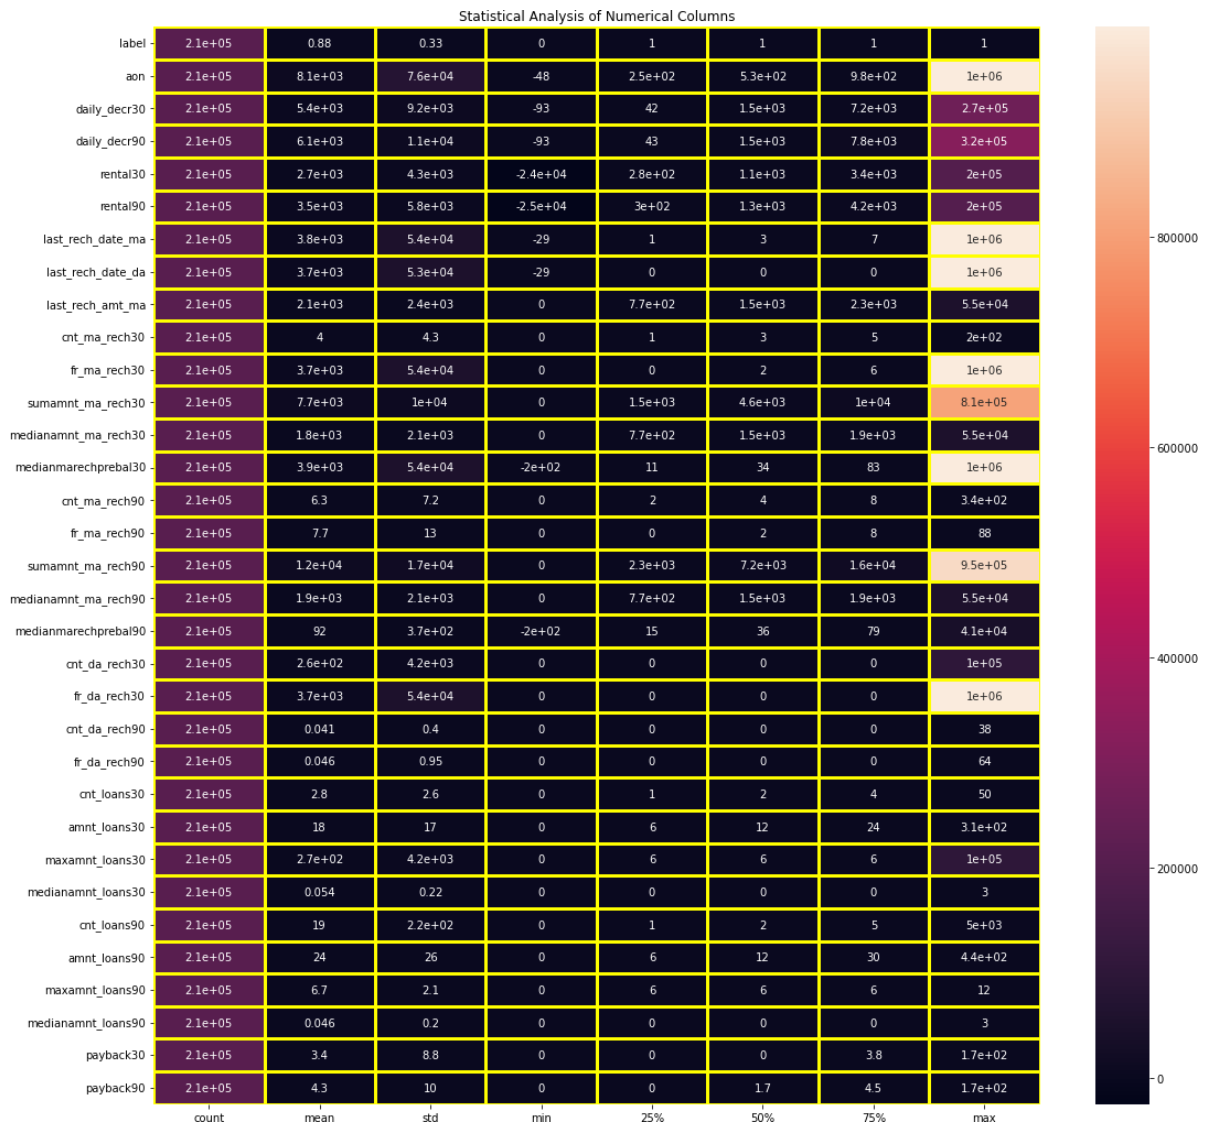 Statistical Analysis of Numerical Columns
label 2.1e+05 0.88 0.33 0 1 1 1 1
aon 2.1e+05 8.1e+03 7.6e+04 -48 2.5e+02 5.3e+02 9.8e+02 1e+06
daily_decr30 2.1e+05 5.4e+03 9.2e+03 -93 42 1.5e+03 7.2e+03 2.7e+05
daily_decr90 2.1e+05 6.1e+03 1.1e+04 -93 43 1.5e+03 7.8e+03 3.2e+05
rental30 2.1e+05 2.7e+03 4.3e+03 -2.4e+04 2.8e+02 1.1e+03 3.4e+03 2e+05
rental90 2.1e+05 3.5e+03 5.8e+03 -2.5e+04 3e+02 1.3e+03 4.2e+03 2e+05
last_rech_date_ma 2.1e+05 3.8e+03 5.4e+04 -29 1 3 7 1e+06
800000
last_rech_date_da 2.1e+05 3.7e+03 5.3e+04 -29 0 0 0 1e+06
last_rech_amt_ma 2.1e+05 2.1e+03 2.4e+03 0 7.7e+02 1.5e+03 2.3e+03 5.5e+04
cnt_ma_rech30 2.1e+05 4 4.3 0 1 3 5 2e+02
fr_ma_rech30 2.1e+05 3.7e+03 5.4e+04 0 0 2 6 1e+06
sumamnt_ma_rech30 2.1e+05 7.7e+03 1e+04 0 1.5e+03 4.6e+03 1e+04 8.1e+05
medianamnt_ma_rech30 2.1e+05 1.8e+03 2.1e+03 0 7.7e+02 1.5e+03 1.9e+03 5.5e+04
600000
medianmarechprebal30 2.1e+05 3.9e+03 5.4e+04 -2e+02 11 34 83 1e+06
cnt_ma_rech90 2.1e+05 6.3 7.2 0 2 4 8 3.4e+02
fr_ma_rech90 2.1e+05 7.7 13 0 0 2 8 88
sumamnt_ma_rech90 2.1e+05 1.2e+04 1.7e+04 0 2.3e+03 7.2e+03 1.6e+04 9.5e+05
medianamnt_ma_rech90 2.1e+05 1.9e+03 2.1e+03 0 7.7e+02 1.5e+03 1.9e+03 5.5e+04
medianmarechprebal90 2.1e+05 92 3.7e+02 -2e+02 15 36 79 4.1e+04
cnt_da_rech30 2.1e+05 2.6e+02 4.2e+03 0 0 0 0 1e+05
400000
fr_da_rech30 2.1e+05 3.7e+03 5.4e+04 0 0 0 0 1e+06
cnt_da_rech90 2.1e+05 0.041 0.4 0 0 0 0 38
fr_da_rech90 2.1e+05 0.046 0.95 0 0 0 0 64
cnt_loans30 2.1e+05 2.8 2.6 0 1 2 4 50
amnt_loans30 2.1e+05 18 17 0 6 12 24 3.1e+02
maxamnt_loans30 2.1e+05 2.7e+02 4.2e+03 0 6 6 6 1e+05
200000
medianamnt_loans30 2.1e+05 0.054 0.22 0 0 0 0 3
cnt_loans90 2.1e+05 19 2.2e+02 0 1 2 5 5e+03
amnt_loans90 2.1e+05 24 26 0 6 12 30 4.4e+02
maxamnt_loans90 2.1e+05 6.7 2.1 0 6 6 6 12
medianamnt_loans90 2.1e+05 0.046 0.2 0 0 0 0 3
payback30 2.1e+05 3.4 8.8 0 0 0 3.8 1.7e+02
0
payback90 2.1e+05 4.3 10 0 0 1.7 4.5 1.7e+02
count mean std min 25% 50% 75% max